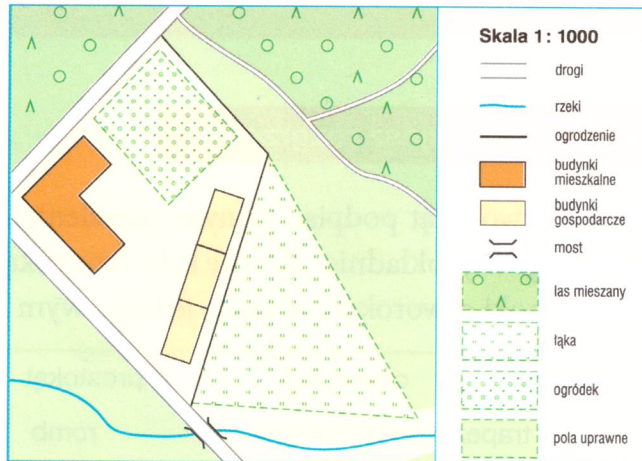 Skala 1: 1000
drogi
rzeki
ogrodzenie
budynki
mieszkalne
budynki
gospodarcze
most
las mieszany
łąka
ogródek
pola uprawne